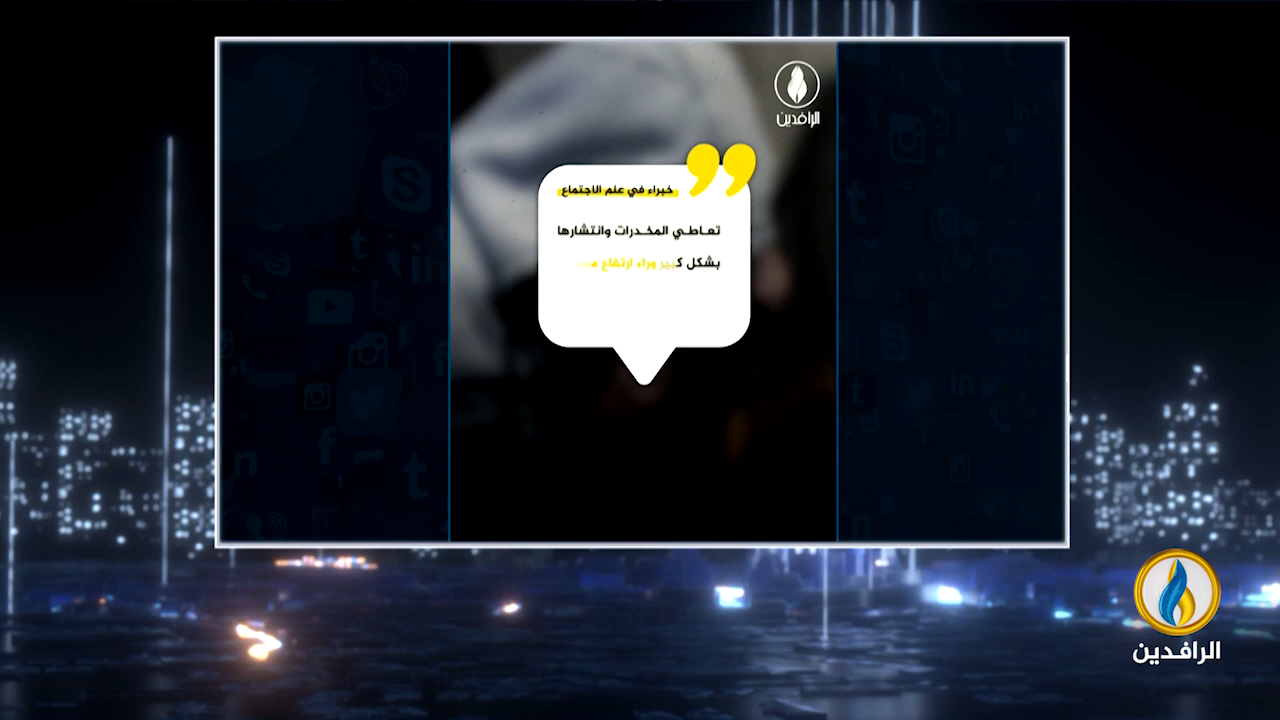 الرافدين
خبراء في علم الاجتماع
تعاطي المخدرات وانتشارها
بشكل كبير وراء ارتفاع
الرافدين